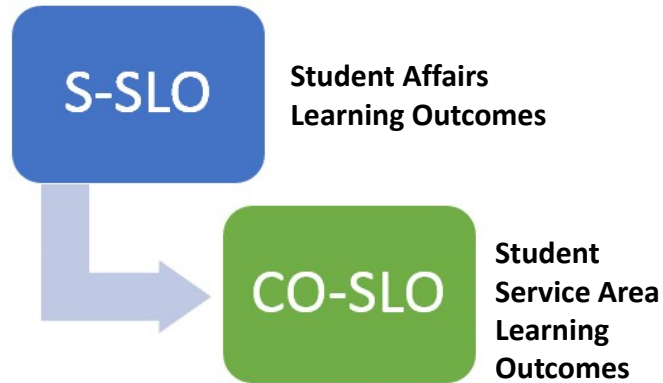 S-SLO
Student Affairs
Learning Outcomes
CO-SLO
Student
Service Area
Learning
Outcomes